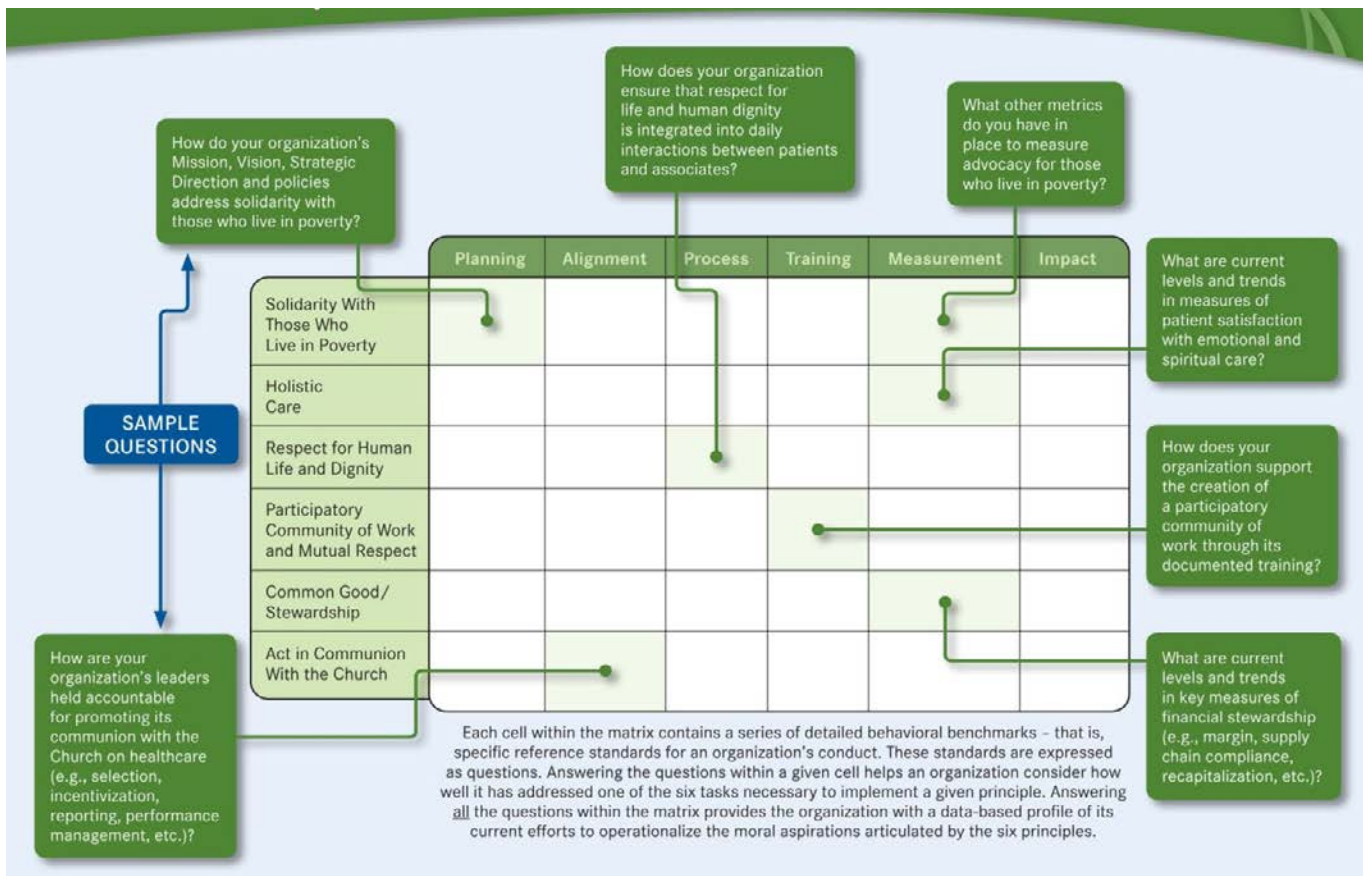 How do your organization's
Mission, Vision, Strategic
Direction and policies
address solidarity with
those who live in poverty?
How does your organization
ensure that respect for
life and human dignity
is integrated into daily
interactions between patients
and associates?
What other metrics
do you have in
place to measure
advocacy for those
who live in poverty?
Planning Alignment Process Training Measurement Impact
Solidarity With
Those Who
Live in Poverty
Holistic
Care
Respect for Human
Life and Dignity
Participatory
Community of Work
and Mutual Respect
Common Good/
Stewardship
Act in Communion
With the Church
SAMPLE
QUESTIONS
What are current
levels and trends
in measures of
patient satisfaction
with emotional and
spiritual care?
How does your
organization support
the creation of
a participatory
community of
work through its
documented training?
What are current
levels and trends
in key measures of
financial stewardship
(e.g., margin, supply
chain compliance,
recapitalization, etc.)?
How are your
organization's leaders
held accountable
for promoting its
communion with the
Church on healthcare
(e.g., selection,
incentivization,
reporting, performance
management, etc.)?
Each cell within the matrix contains a series of detailed behavioral benchmarks – that is,
specific reference standards for an organization's conduct. These standards are expressed
as questions. Answering the questions within a given cell helps an organization consider how
well it has addressed one of the six tasks necessary to implement a given principle. Answering
all the questions within the matrix provides the organization with a data-based profile of its
current efforts to operationalize the moral aspirations articulated by the six principles.